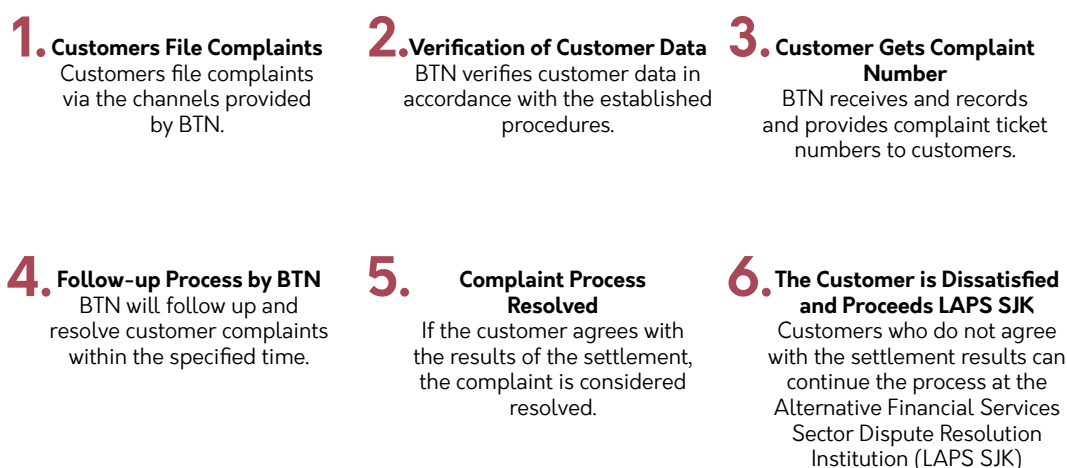 1. Customers File Complaints
Customers file complaints
via the channels provided
by BTN.
2. Verification of Customer Data
BTN verifies customer data in
accordance with the established
procedures.
3. Customer Gets Complaint
Number
BTN receives and records
and provides complaint ticket
numbers to customers.
4. Follow-up Process by BTN
BTN will follow up and
resolve customer complaints
within the specified time.
5. Complaint Process
Resolved
If the customer agrees with
the results of the settlement,
the complaint is considered
resolved.
6. The Customer is Dissatisfied
and Proceeds LAPS SJK
Customers who do not agree
with the settlement results can
continue the process at the
Alternative Financial Services
Sector Dispute Resolution
Institution (LAPS SJK)